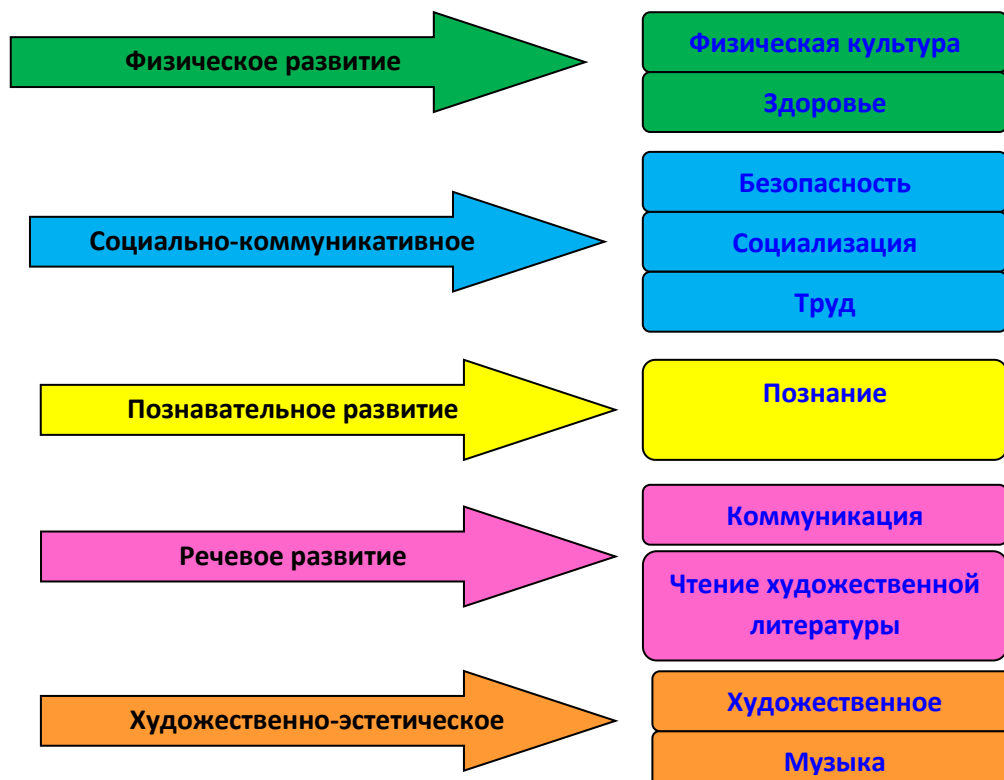 Физическое развитие
Физическая культура
Здоровье
Социально-коммуникативное
Безопасность
Социализация
Труд
Познавательное развитие
Познание
Речевое развитие
Коммуникация
Чтение художественной
литературы
Художественно-эстетическое
Художественное
Музыка